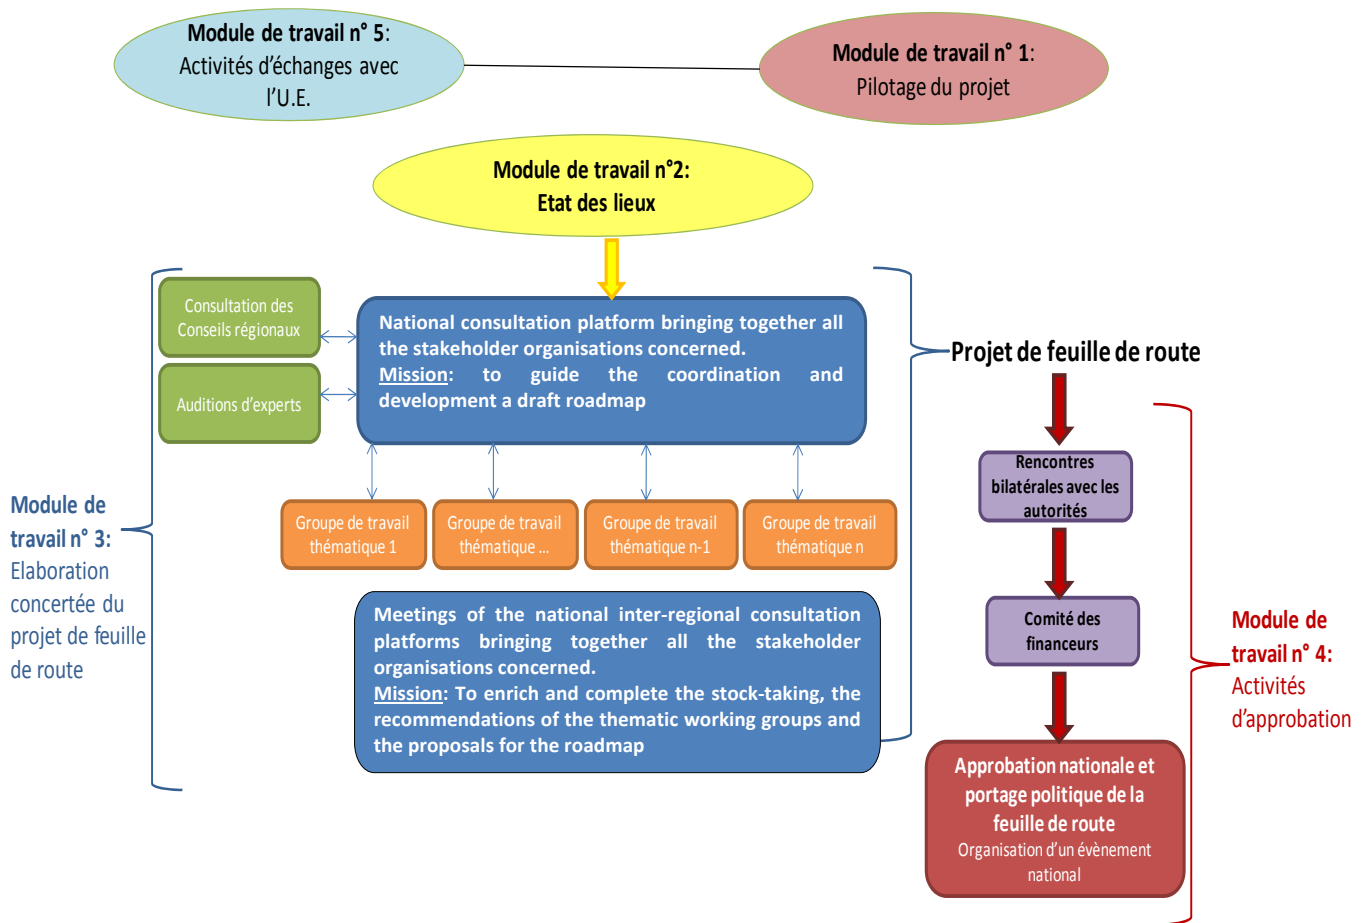 Module de travail n° 5:
Activités d'échanges avec
l'U.E.
Module de travail n° 1:
Pilotage du projet
Module de travail n°2:
Etat des lieux
Consultation des
Conseils régionaux
Auditions d'experts
National consultation platform bringing together all
the stakeholder organisations concerned.
Mission: to guide the coordination and
development a draft roadmap
Projet de feuille de route
Module de
travail n° 3:
Elaboration
concertée du
projet de feuille
de route
Groupe de travail
thématique 1
Groupe de travail
thématique ...
Groupe de travail
thématique n-1
Groupe de travail
thématique n
Meetings of the national inter-regional consultation
platforms bringing together all the stakeholder
organisations concerned.
Mission: To enrich and complete the stock-taking, the
recommendations of the thematic working groups and
the proposals for the roadmap
Rencontres
bilatérales avec les
autorités
Comité des
financeurs
Module de
travail n° 4:
Activités
d'approbation
Approbation nationale et
portage politique de la
feuille de route
Organisation d'un évènement
national